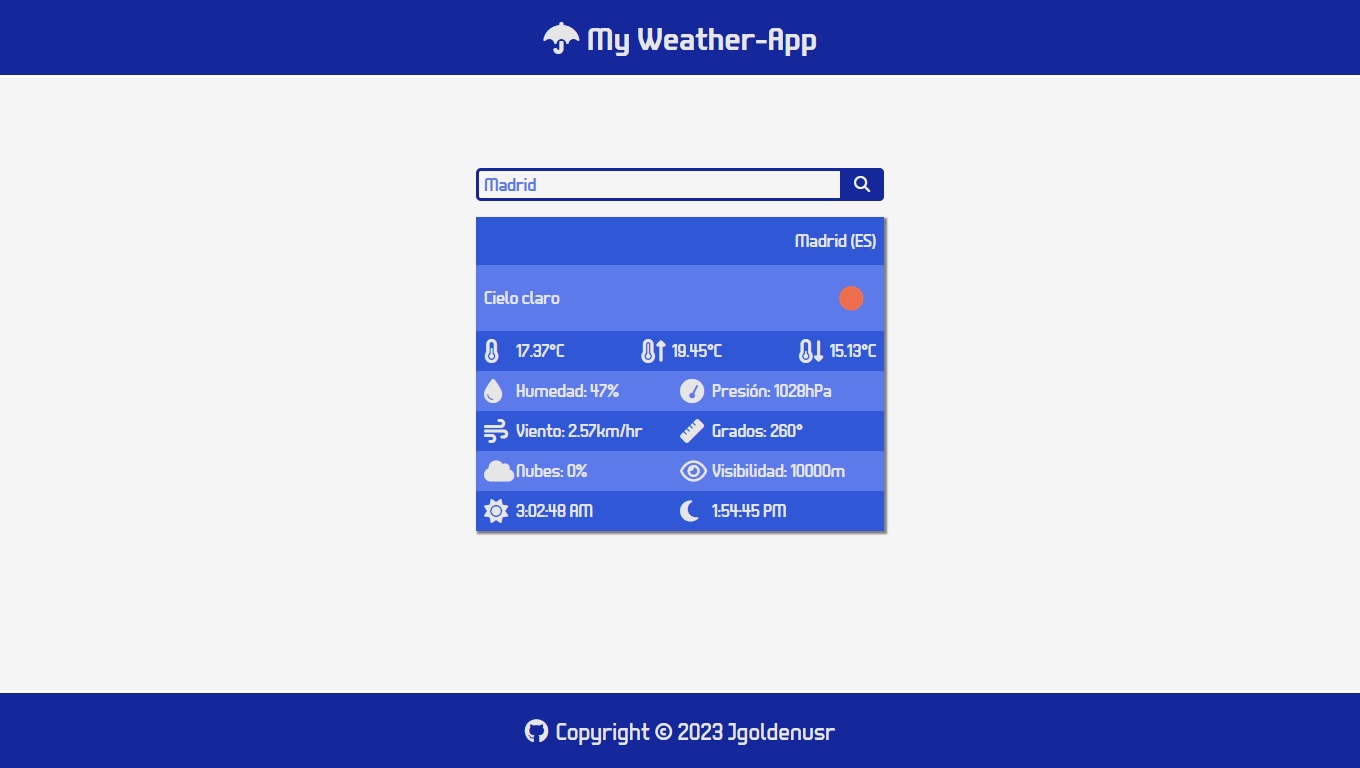 My Weather-App
Madrid
Madrid (ES)
Cielo claro
17.37°C 19.45°C 15.13°C
Humedad: 47% Presión: 1028hPa
Viento: 2.57km/hr Grados: 260°
Nubes: 0% Visibilidad: 10000m
3:02:48 AM 1:54:45 PM
Copyright © 2023 Jgoldenusr